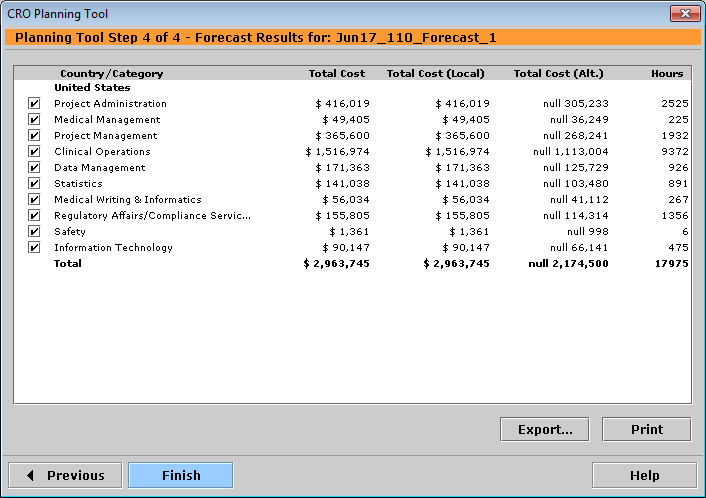 CRO Planning Tool
Planning Tool Step 4 of 4 - Forecast Results for: Jun17_110_Forecast_1
Country/Category Total Cost Total Cost (Local) Total Cost (Alt.) Hours
United States
Project Administration $ 416,019 $ 416,019 null 305,233 2525
Medical Management $ 49,405 $ 49,405 null 36,249 225
Project Management $ 365,600 $ 365,600 null 268,241 1932
Clinical Operations $ 1,516,974 $ 1,516,974 null 1,113,004 9372
Data Management $ 171,363 $ 171,363 null 125,729 926
Statistics $ 141,038 $ 141,038 null 103,480 891
Medical Writing & Informatics $ 56,034 $ 56,034 null 41,112 267
Regulatory Affairs/Compliance Servic... $ 155,805 $ 155,805 null 114,314 1356
Safety $ 1,361 $ 1,361 null 998 6
Information Technology $ 90,147 $ 90,147 null 66,141 475
Total $ 2,963,745 $ 2,963,745 null 2,174,500 17975
Export... Print
Previous Finish Help